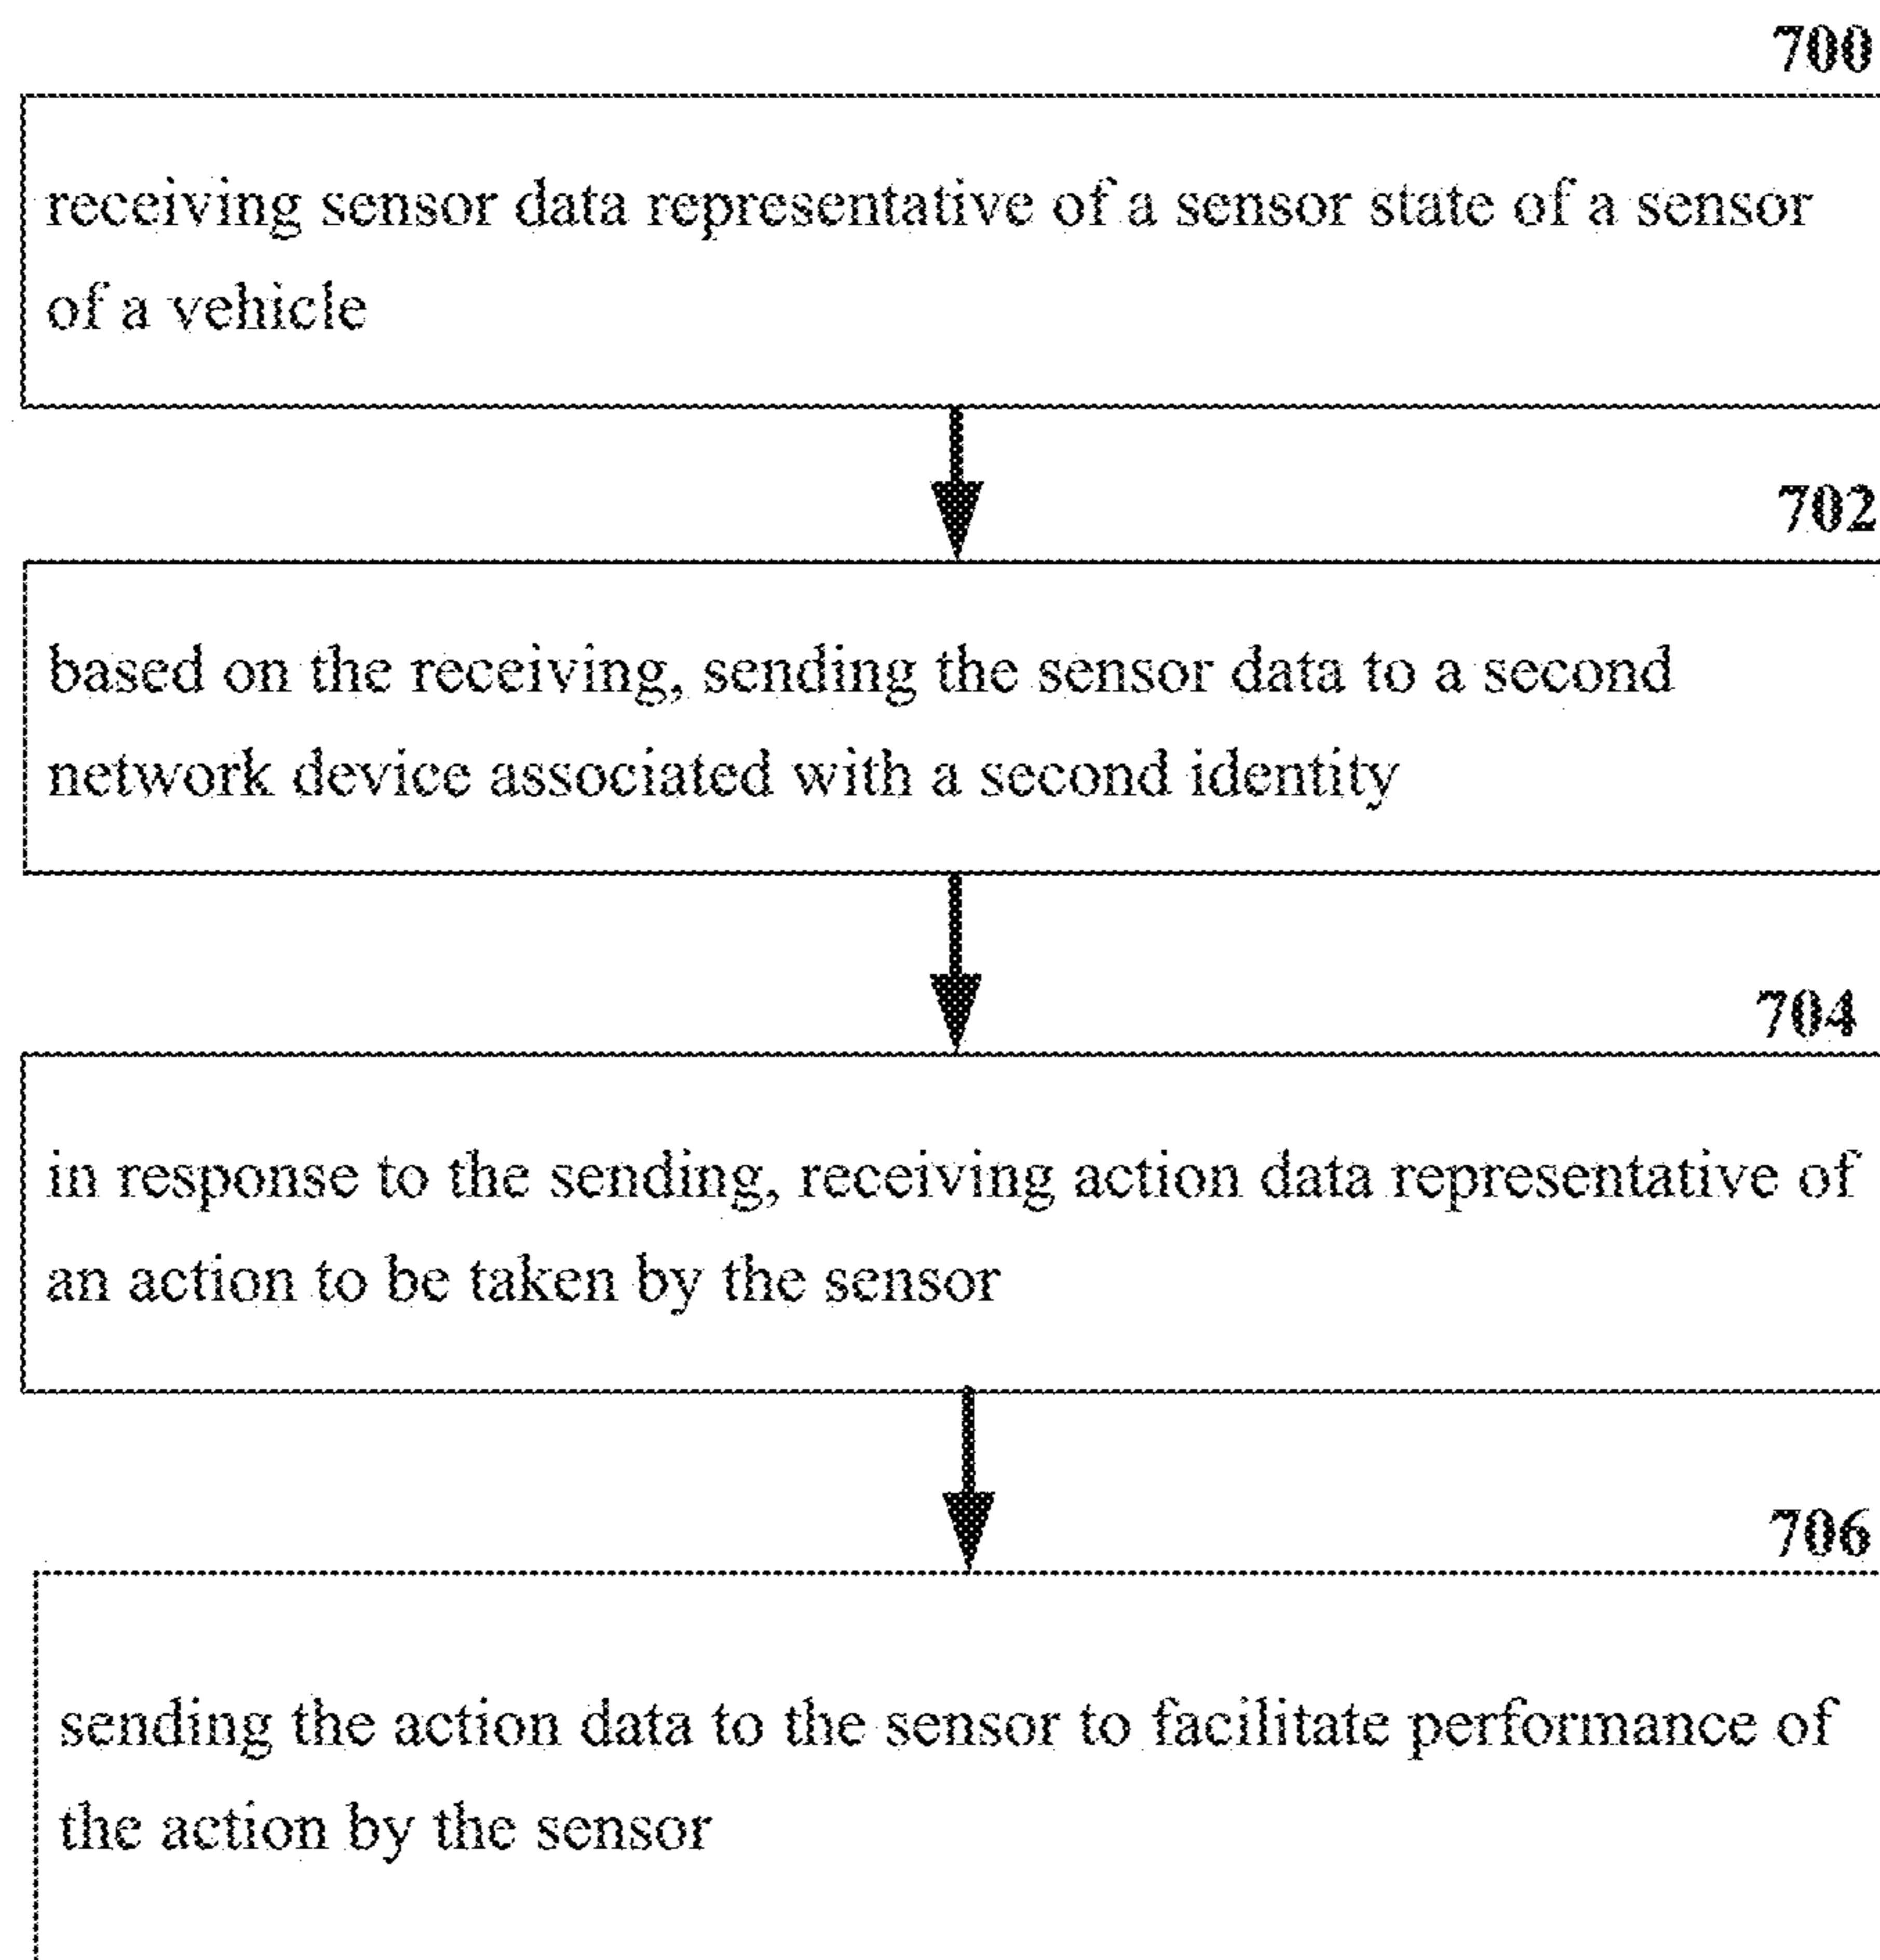 700
receiving sensor data representative of a sensor state of a sensor
of a vehicle
702
based on the receiving, sending the sensor data to a second
network device associated with a second identity
704
in response to the sending, receiving action data representative of
an action to be taken by the sensor
706
sending the action data to the sensor to facilitate performance of
the action by the sensor